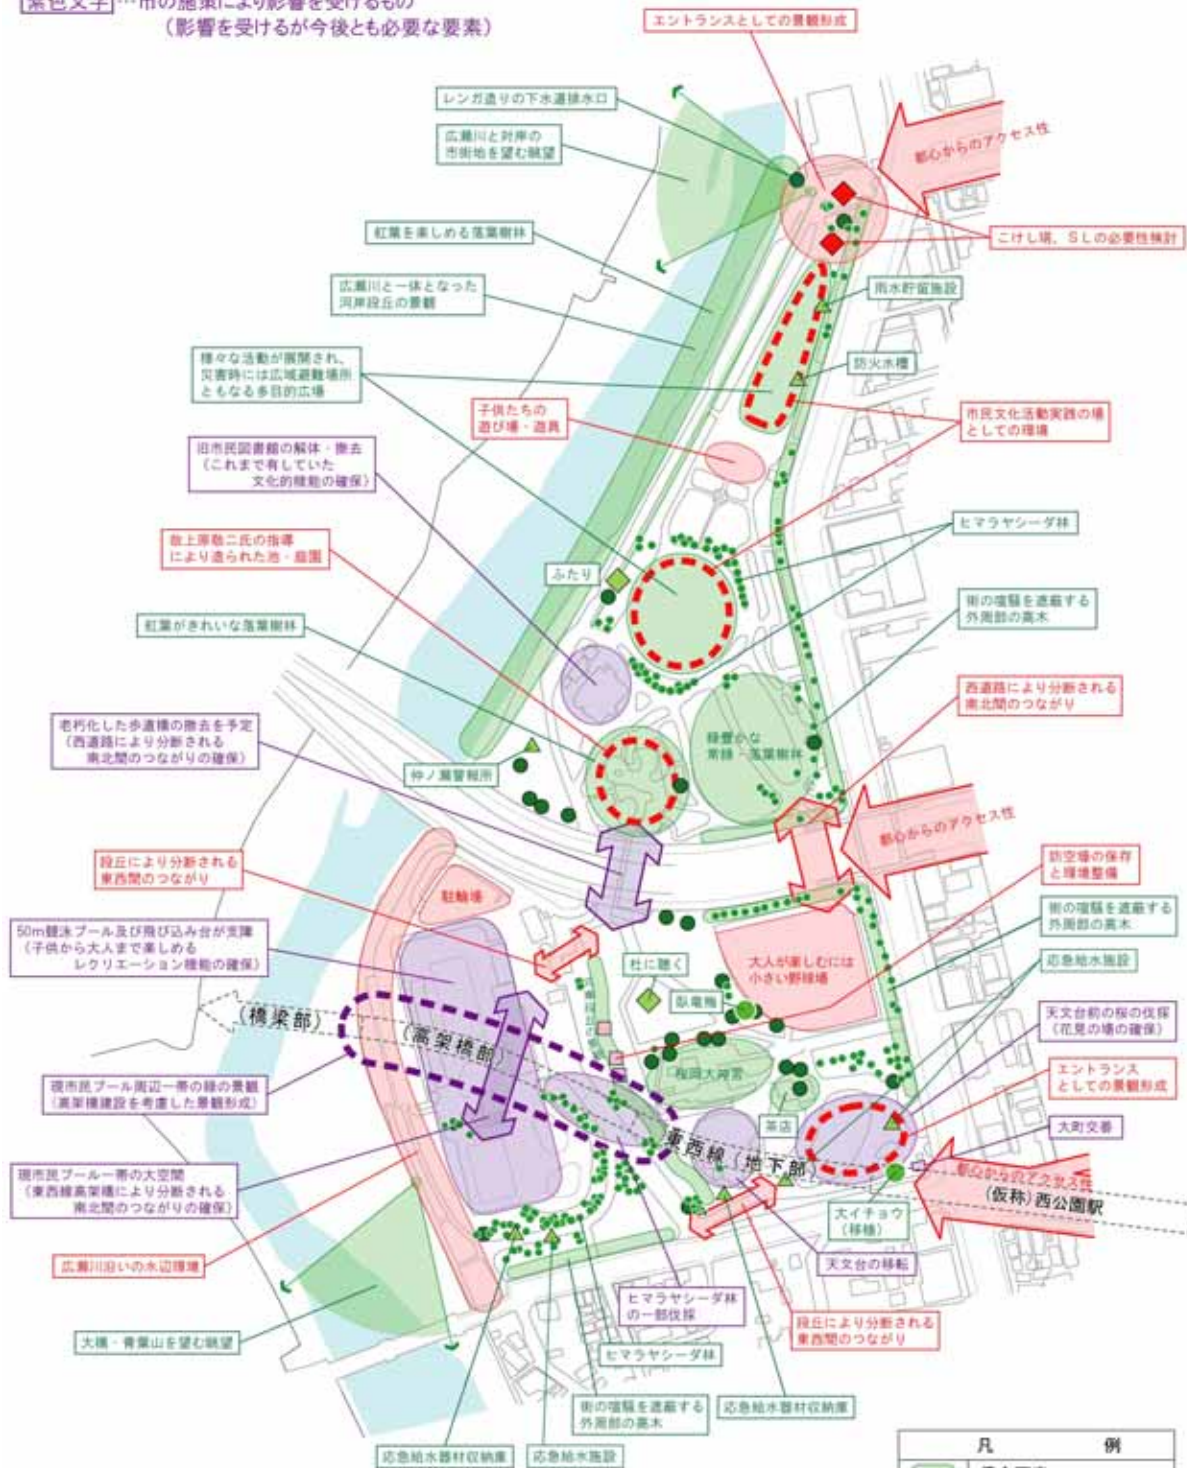 紫色文字…市の施策により影響を受けるもの
（影響を受けるが今後とも必要な要素）
エントランスとしての景観形成
レンガ造りの下水道排水口
都心からのアクセス性
広瀬川と対岸の
市街地を望む眺望
紅葉を楽しめる落葉樹林
こけし塔、ＳＬの必要性検討
広瀬川と一体となった
河岸段丘の景観
雨水貯留施設
様々な活動が展開され、
災害時には広域避難場所
ともなる多目的広場
防火水槽
子供たちの
遊び場・遊具
市民文化活動実践の場
としての環境
旧市民図書館の解体・撤去
（これまで有していた
文化的機能の確保）
ヒマラヤシーダ林
故上原敬二氏の指導
により造られた池・庭園
ふたり
街の喧騒を遮蔽する
外周部の高木
紅葉がきれいな落葉樹林
西道路により分断される
南北間のつながり
老朽化した歩道橋の撤去を予定
（西道路により分断される
南北間のつながりの確保）
緑豊かな
常緑・落葉樹林
仲ノ瀬警報所
都心からのアクセス性
段丘により分断される
東西間のつながり
駐輪場
防空壕の保存
と環境整備
街の喧騒を遮蔽する
外周部の高木
50m競泳プール及び飛び込み台が支障
（子供から大人まで楽しめる
レクリエーション機能の確保）
杜に聴く
大人が楽しむには
小さい野球場
応急給水施設
臥竜梅
（橋梁部）
（高架橋部）
天文台前の桜の伐採
（花見の場の確保）
現市民プール周辺一帯の緑の景観
（高架橋建設を考慮した景観形成）
桜岡大神宮
エントランス
としての景観形成
茶店
大町交番
東西線（地下部）
現市民プール一帯の大空間
（東西線高架橋により分断される
南北間のつながりの確保）
都心からのアクセス性
（仮称）西公園駅
大イチョウ
（移植）
広瀬川沿いの水辺環境
天文台の移転
ヒマラヤシーダ林
の一部伐採
段丘により分断される
東西間のつながり
大橋・青葉山を望む眺望
ヒマラヤシーダ林
街の喧騒を遮蔽する
外周部の高木
応急給水器材収納庫
応急給水器材収納庫
応急給水施設
凡例